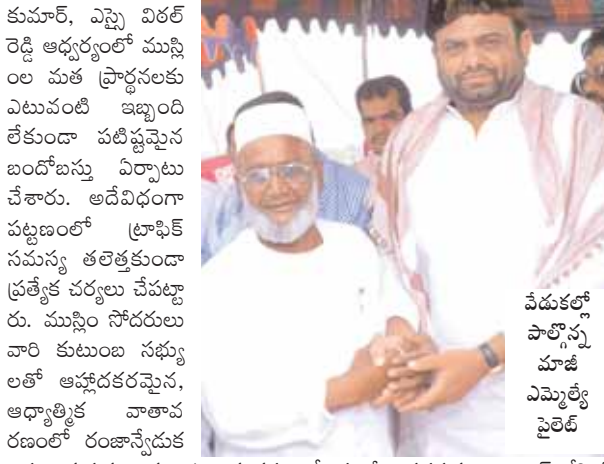 కుమార్, ఎస్సై విఠల్
రెడ్డి ఆధ్వర్యంలో ముస్లి
ంల మత ప్రార్థనలకు
ఎటువంటి ఇబ్బంది
లేకుండా పటిష్టమైన
బందోబస్తు ఏర్పాటు
చేశారు. అదేవిధంగా
పట్టణంలో ట్రాఫిక్
సమస్య తలెత్తకుండా
ప్రత్యేక చర్యలు చేపట్టా
రు. ముస్లిం సోదరులు
వారి కుటుంబ సభ్యు
లతో ఆహ్లాదకరమైన,
ఆధ్యాత్మిక వాతావ
రణంలో రంజాన్వేడుక
వేడుకల్లో
పాల్గొన్న
మాజీ
ఎమ్మెల్యే
పైలెట్